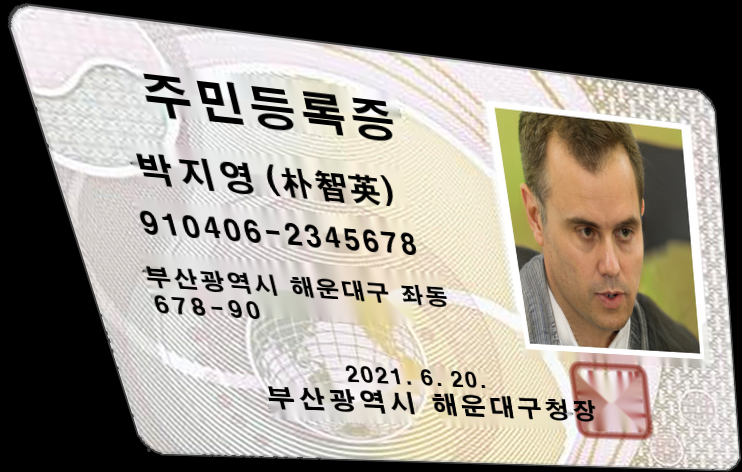 주민등록증
박지영(朴智英)
910406-2345678
부산광역시 해운대구 좌동
678-90
2021. 6. 20.
부산광역시 해운대구청장